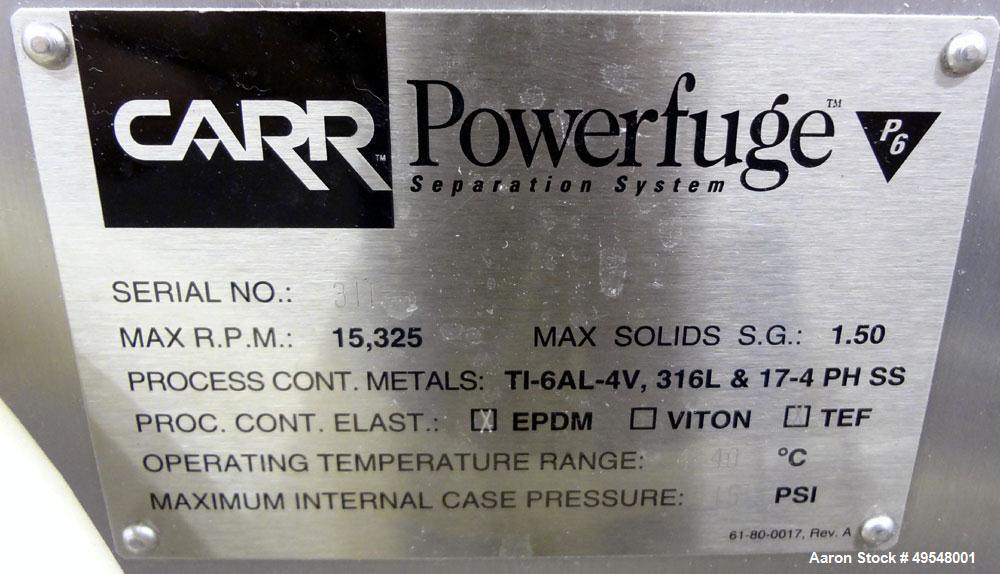 CARR™ Powerfuge™ P6
Separation System
SERIAL NO.:
MAX R.P.M.: 15,325 MAX SOLIDS S.G.: 1.50
PROCESS CONT. METALS: TI-6AL-4V, 316L & 17-4 PH SS
PROC. CONT. ELAST.: ☒ EPDM ☐ VITON ☒ TEF
OPERATING TEMPERATURE RANGE: °C
MAXIMUM INTERNAL CASE PRESSURE: PSI
61-80-0017, Rev. A
Aaron Stock # 49548001